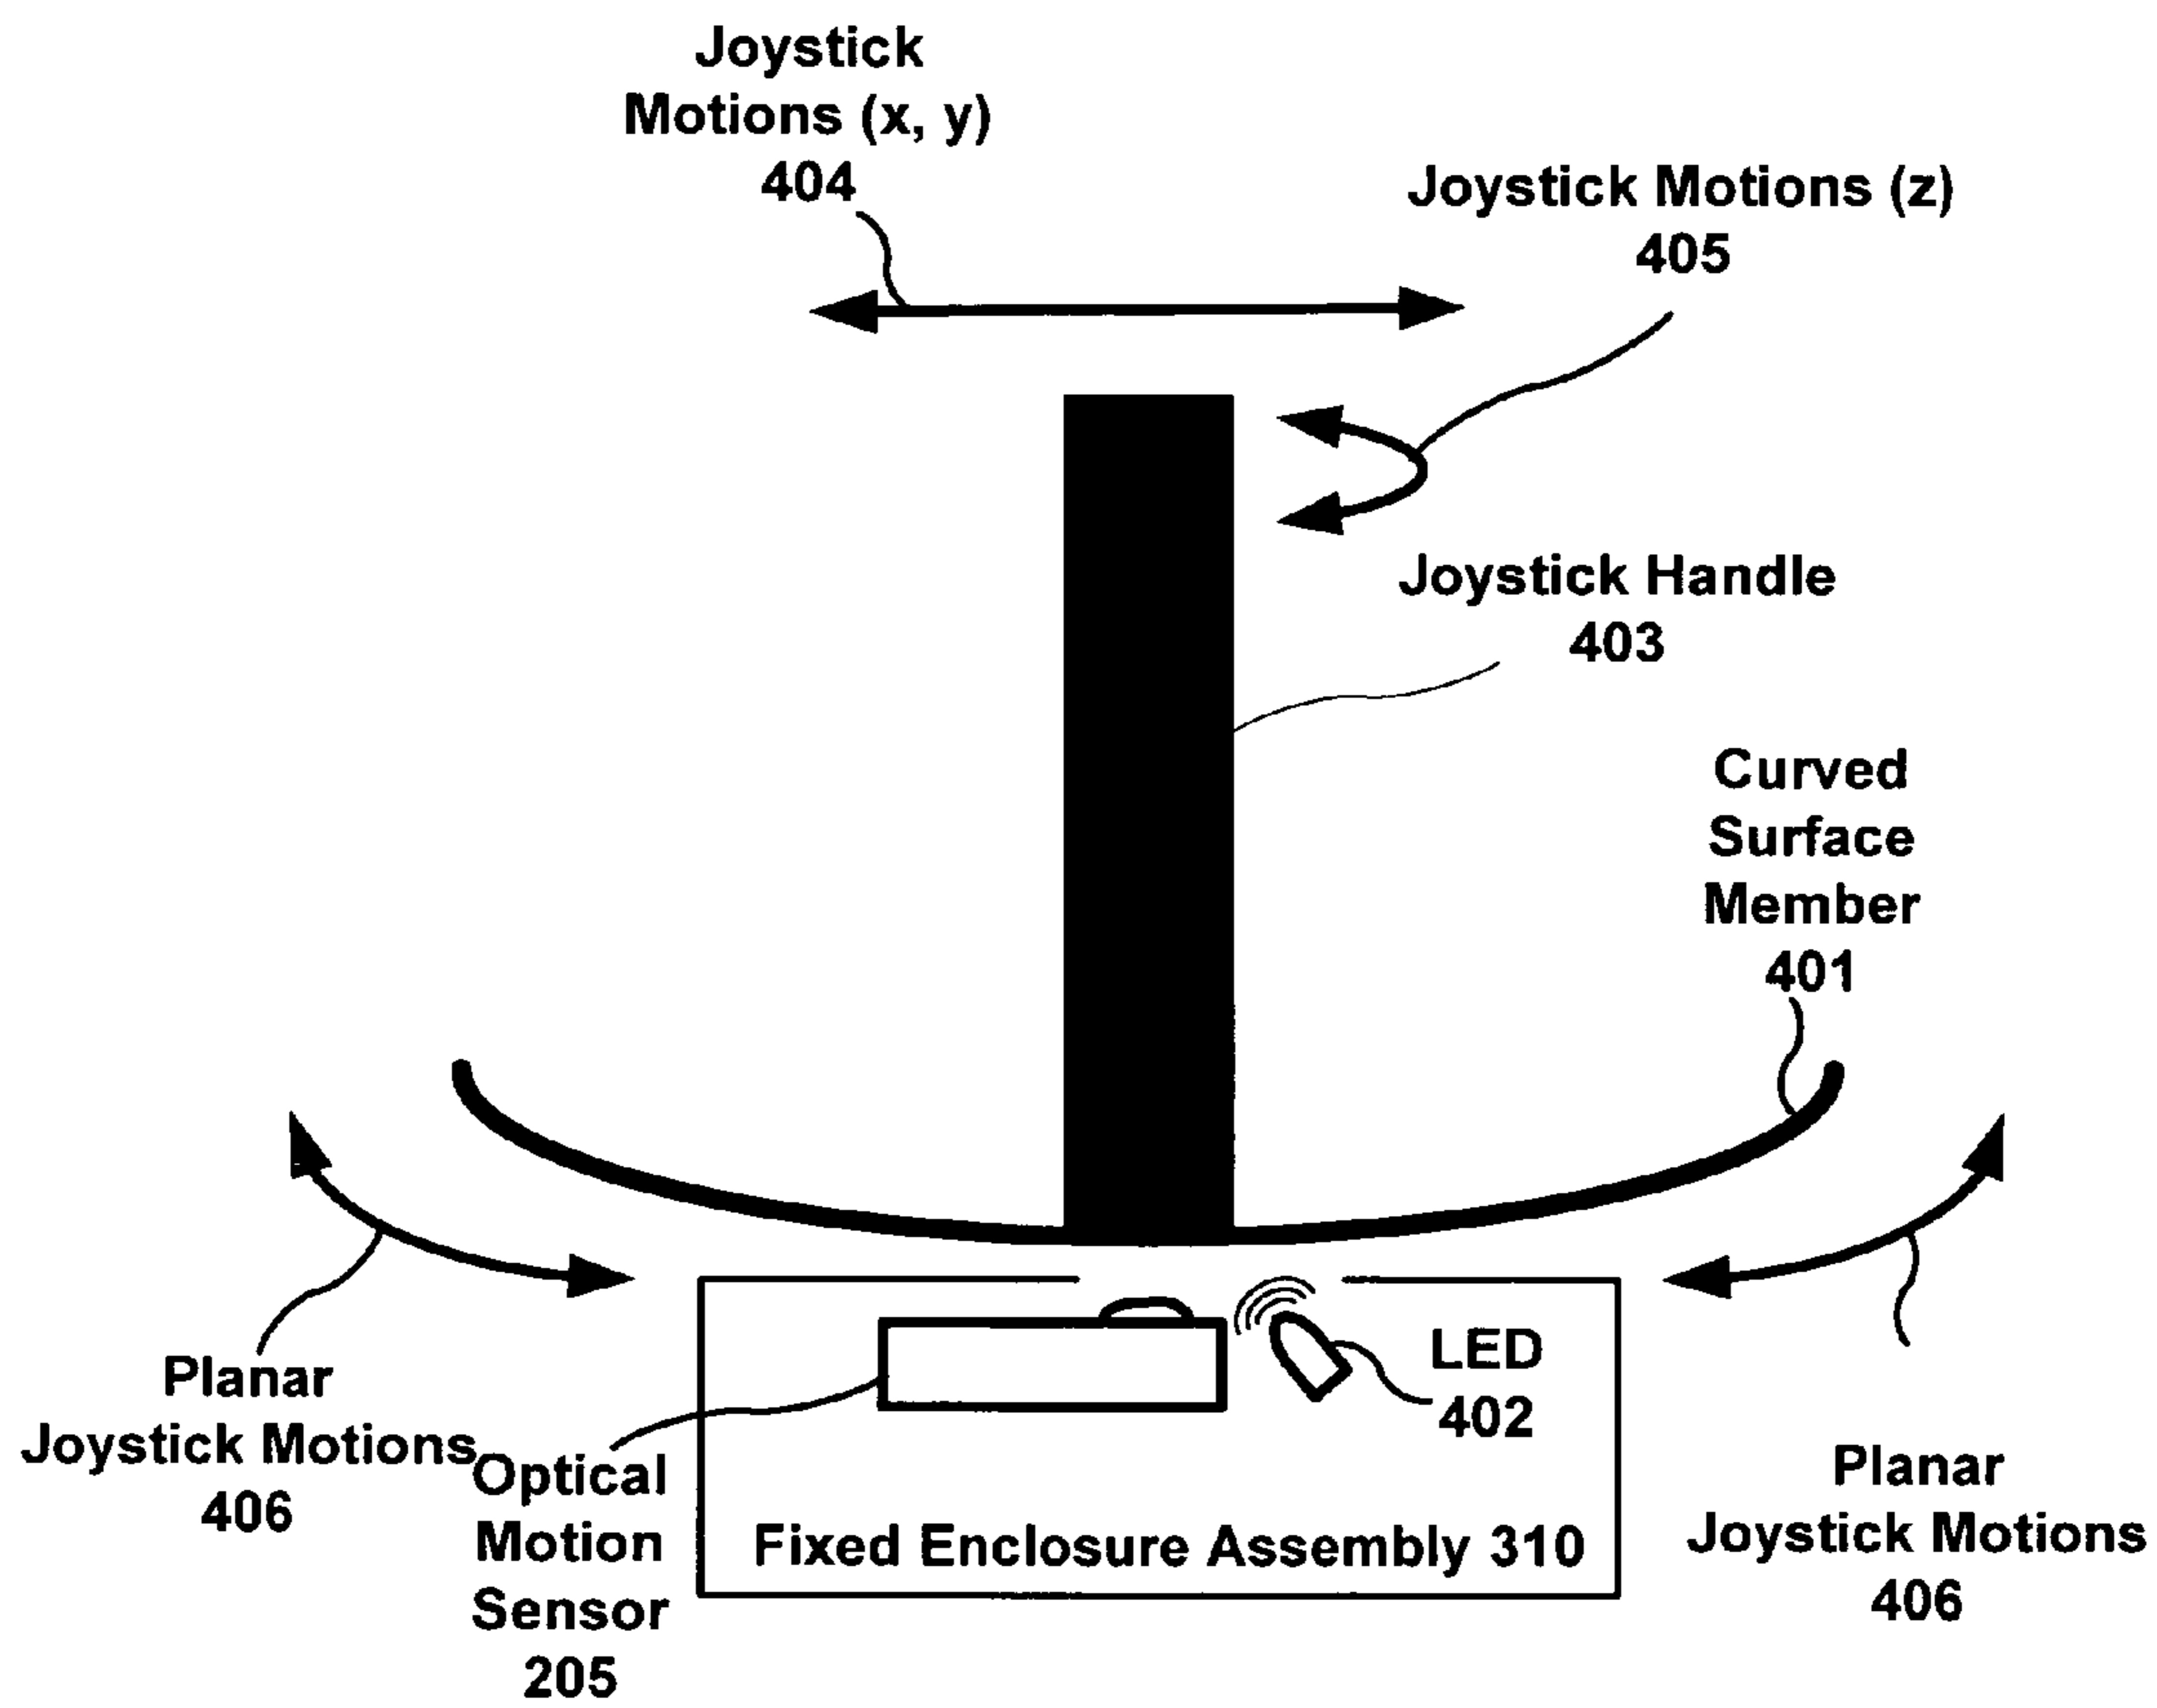 Joystick
Motions (x, y)
404
Joystick Motions (z)
405
Joystick Handle
403
Curved
Surface
Member
401
Planar
Joystick Motions
406
Optical
Motion
Sensor
205
LED
402
Fixed Enclosure Assembly 310
Planar
Joystick Motions
406